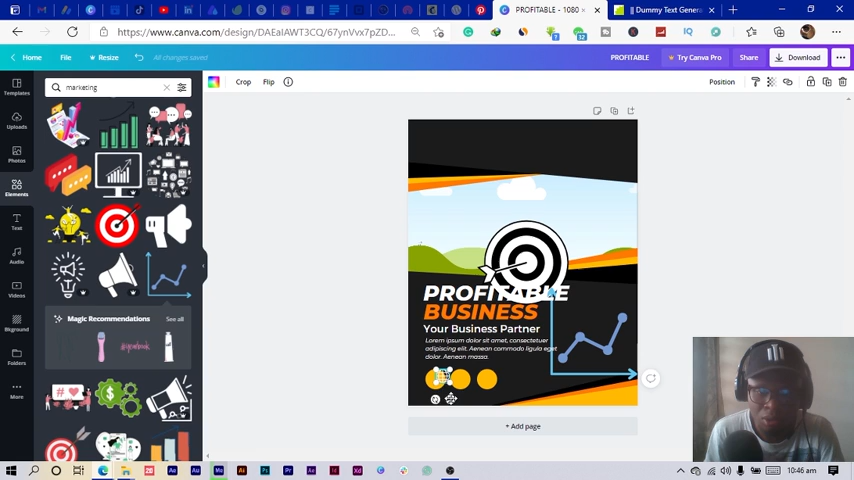 PROFITABLE - 1080 ×
|| Dummy Text Genera
https://www.canva.com/design/DAEaIAWT3CQ/67ynVvx7pZD...
Home
File
Resize
All changes saved
PROFITABLE
Try Canva Pro
Share
Download
marketing
Crop
Flip
Position
Templates
Uploads
Photos
Elements
Text
Audio
Videos
Bkground
Folders
More
Magic Recommendations
See all
PROFITABLE
BUSINESS
Your Business Partner
Lorem ipsum dolor sit amet, consectetuer
adipiscing elit. Aenean commodo ligula eget
dolor. Aenean massa.
+ Add page
10:46 am